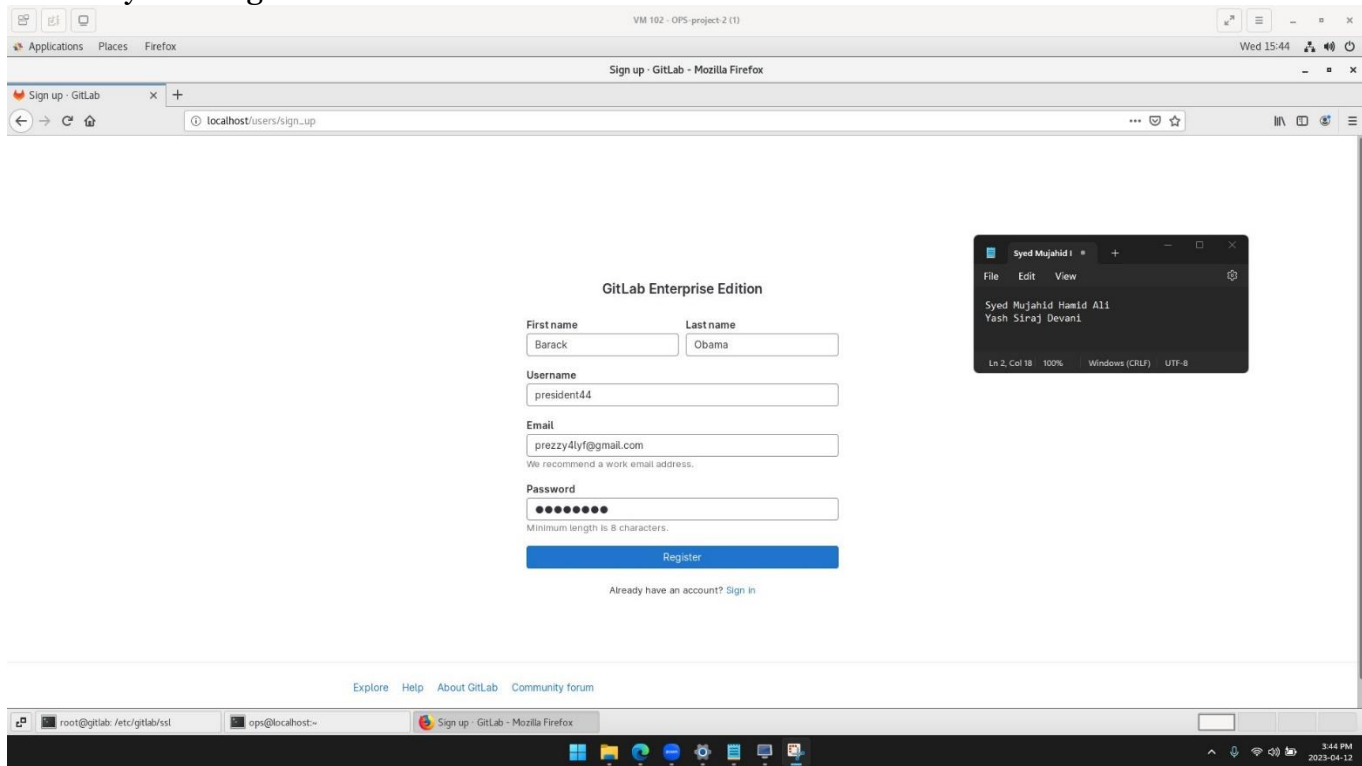 VM 102 - OPS-project-2 (1)
Applications Places Firefox
Wed 15:44
Sign up · GitLab - Mozilla Firefox
Sign up · GitLab
localhost/users/sign_up
GitLab Enterprise Edition
First name Last name
Barack Obama
Username
president44
Email
prezzy4lyf@gmail.com
We recommend a work email address.
Password
●●●●●●●●
Minimum length is 8 characters.
Register
Already have an account? Sign in
Syed Mujahid
File Edit View
Syed Mujahid Hamid Ali
Yash Siraj Devani
Ln 2, Col 18 100% Windows (CRLF) UTF-8
Explore Help About GitLab Community forum
root@gitlab: /etc/gitlab/ssl ops@localhost:~ Sign up · GitLab - Mozilla Firefox
3:44 PM
2023-04-12